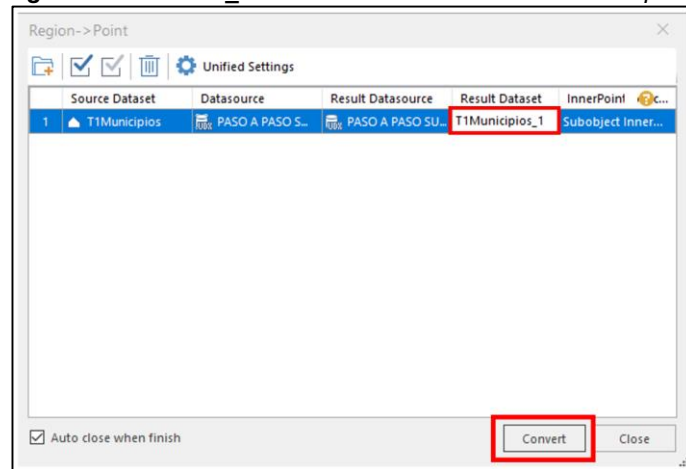 Region->Point
Unified Settings
Source Dataset Datasource Result Datasource Result Dataset InnerPoint c...
1 T1Municipios PASO A PASO S... PASO A PASO SU... T1Municipios_1 Subobject Inner...
Auto close when finish Convert Close